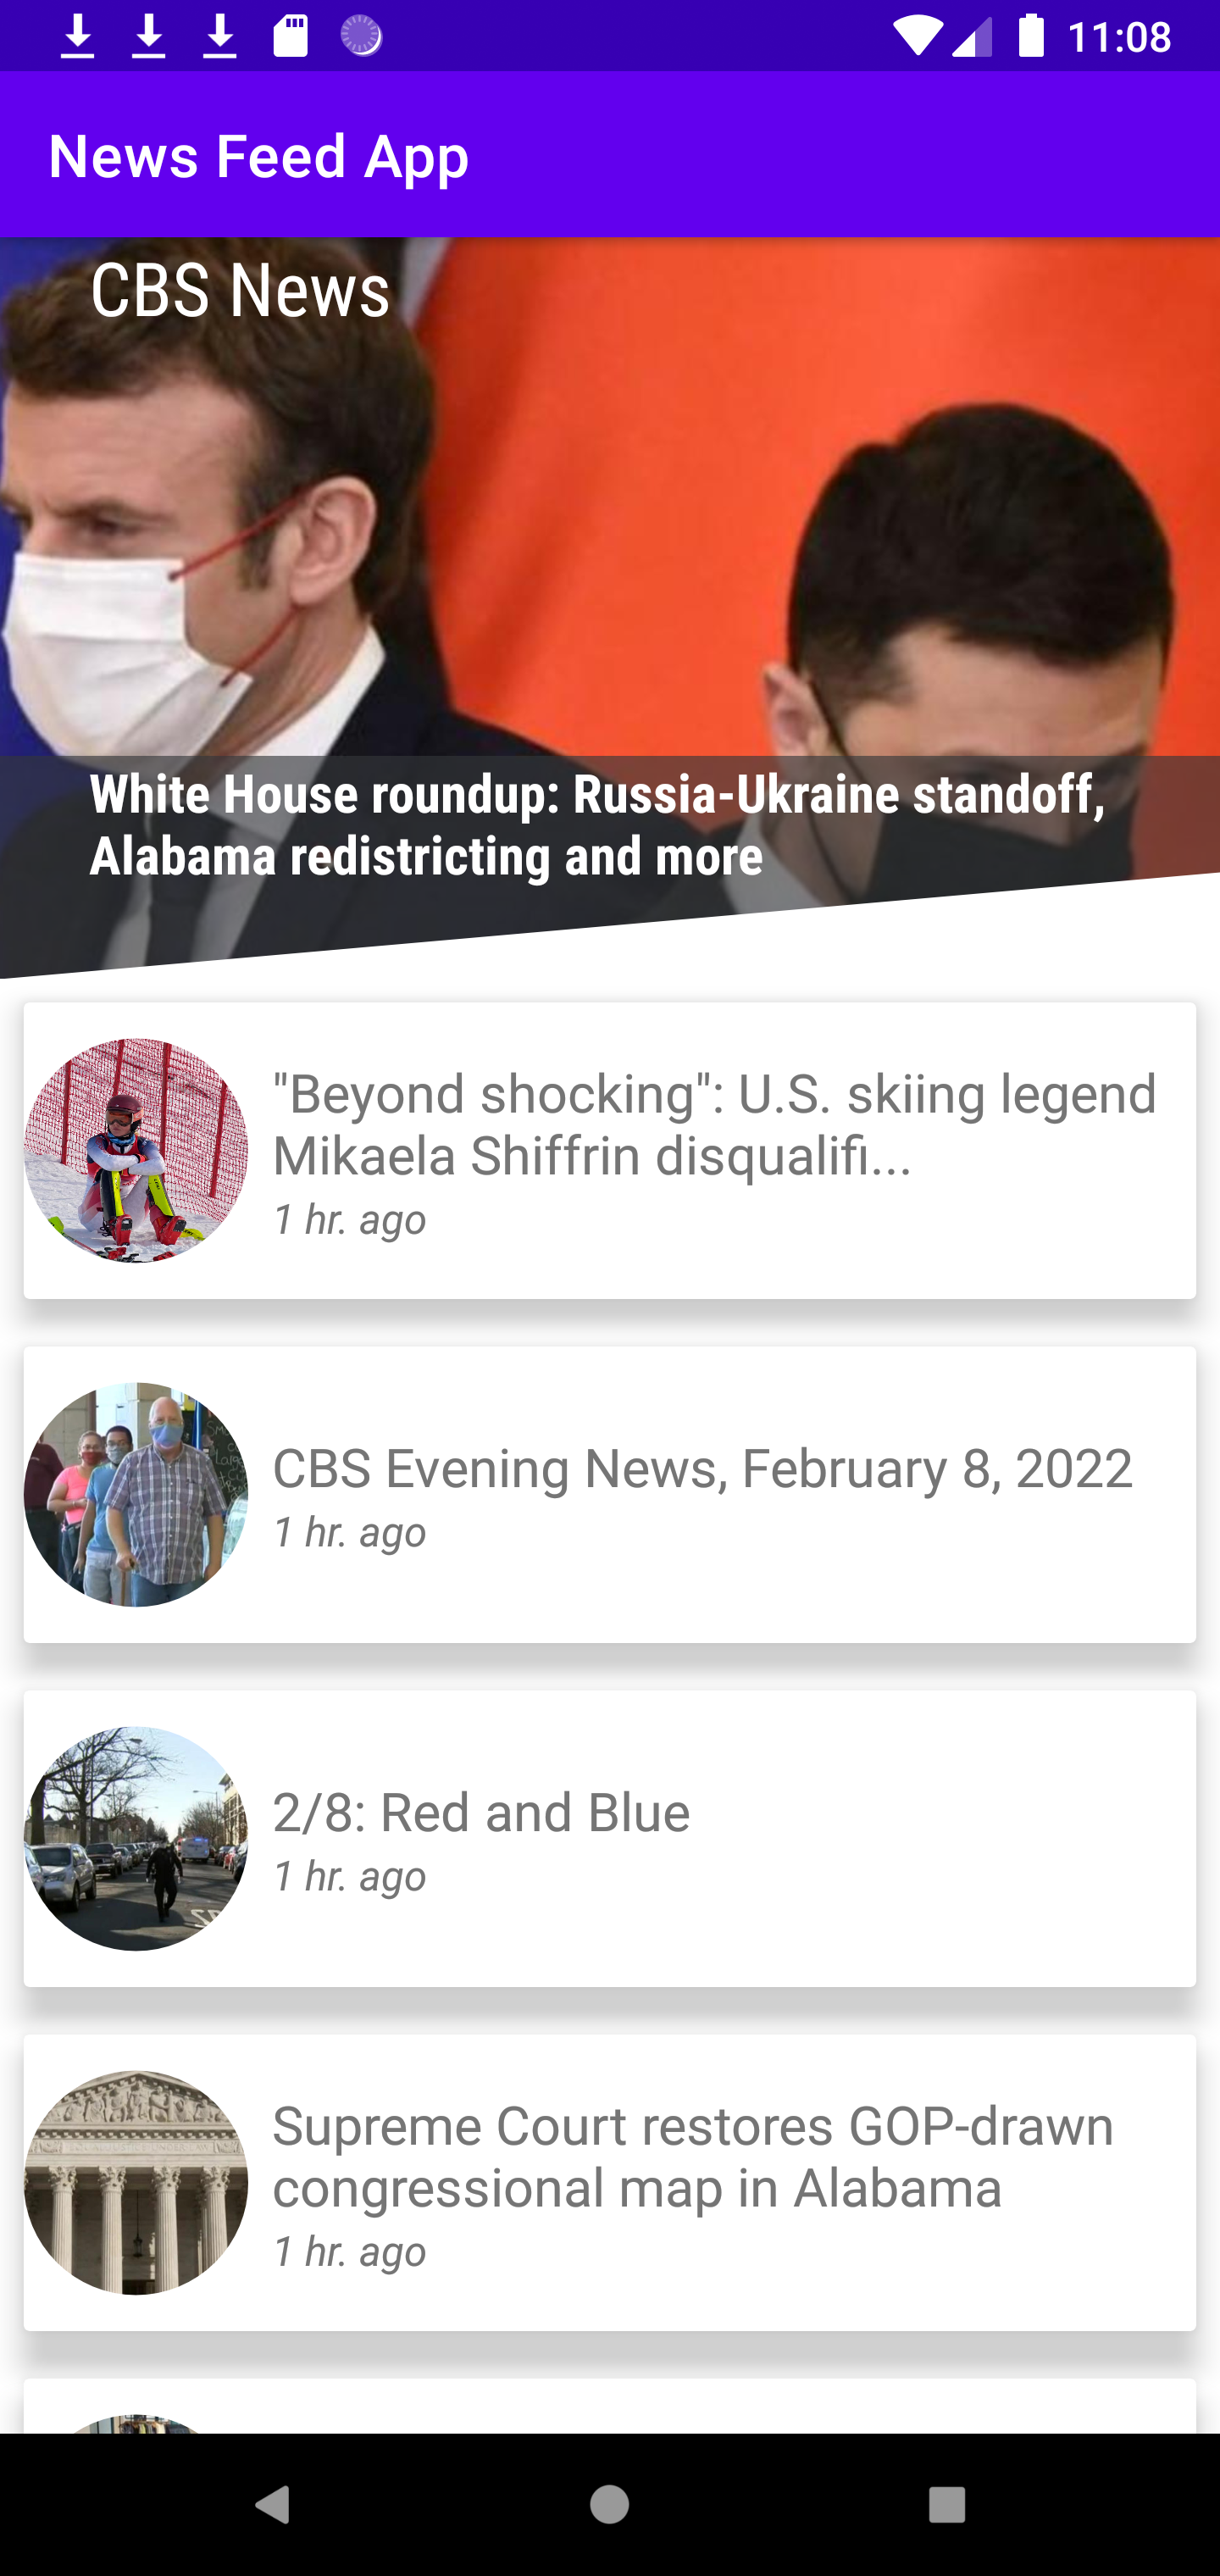 11:08
News Feed App
CBS News
White House roundup: Russia-Ukraine standoff,
Alabama redistricting and more
"Beyond shocking": U.S. skiing legend
Mikaela Shiffrin disqualifi...
1 hr. ago
CBS Evening News, February 8, 2022
1 hr. ago
2/8: Red and Blue
1 hr. ago
Supreme Court restores GOP-drawn
congressional map in Alabama
1 hr. ago